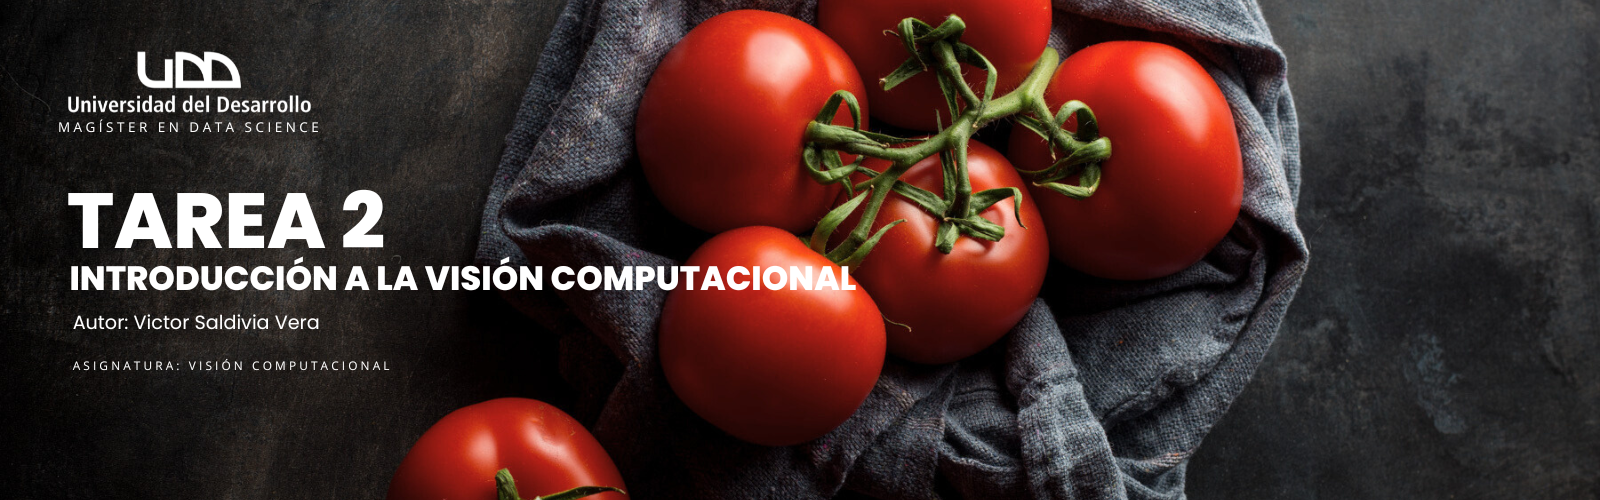 UDD
Universidad del Desarrollo
MAGÍSTER EN DATA SCIENCE
TAREA 2
INTRODUCCIÓN A LA VISIÓN COMPUTACIONAL
Autor: Victor Saldivia Vera
ASIGNATURA: VISIÓN COMPUTACIONAL